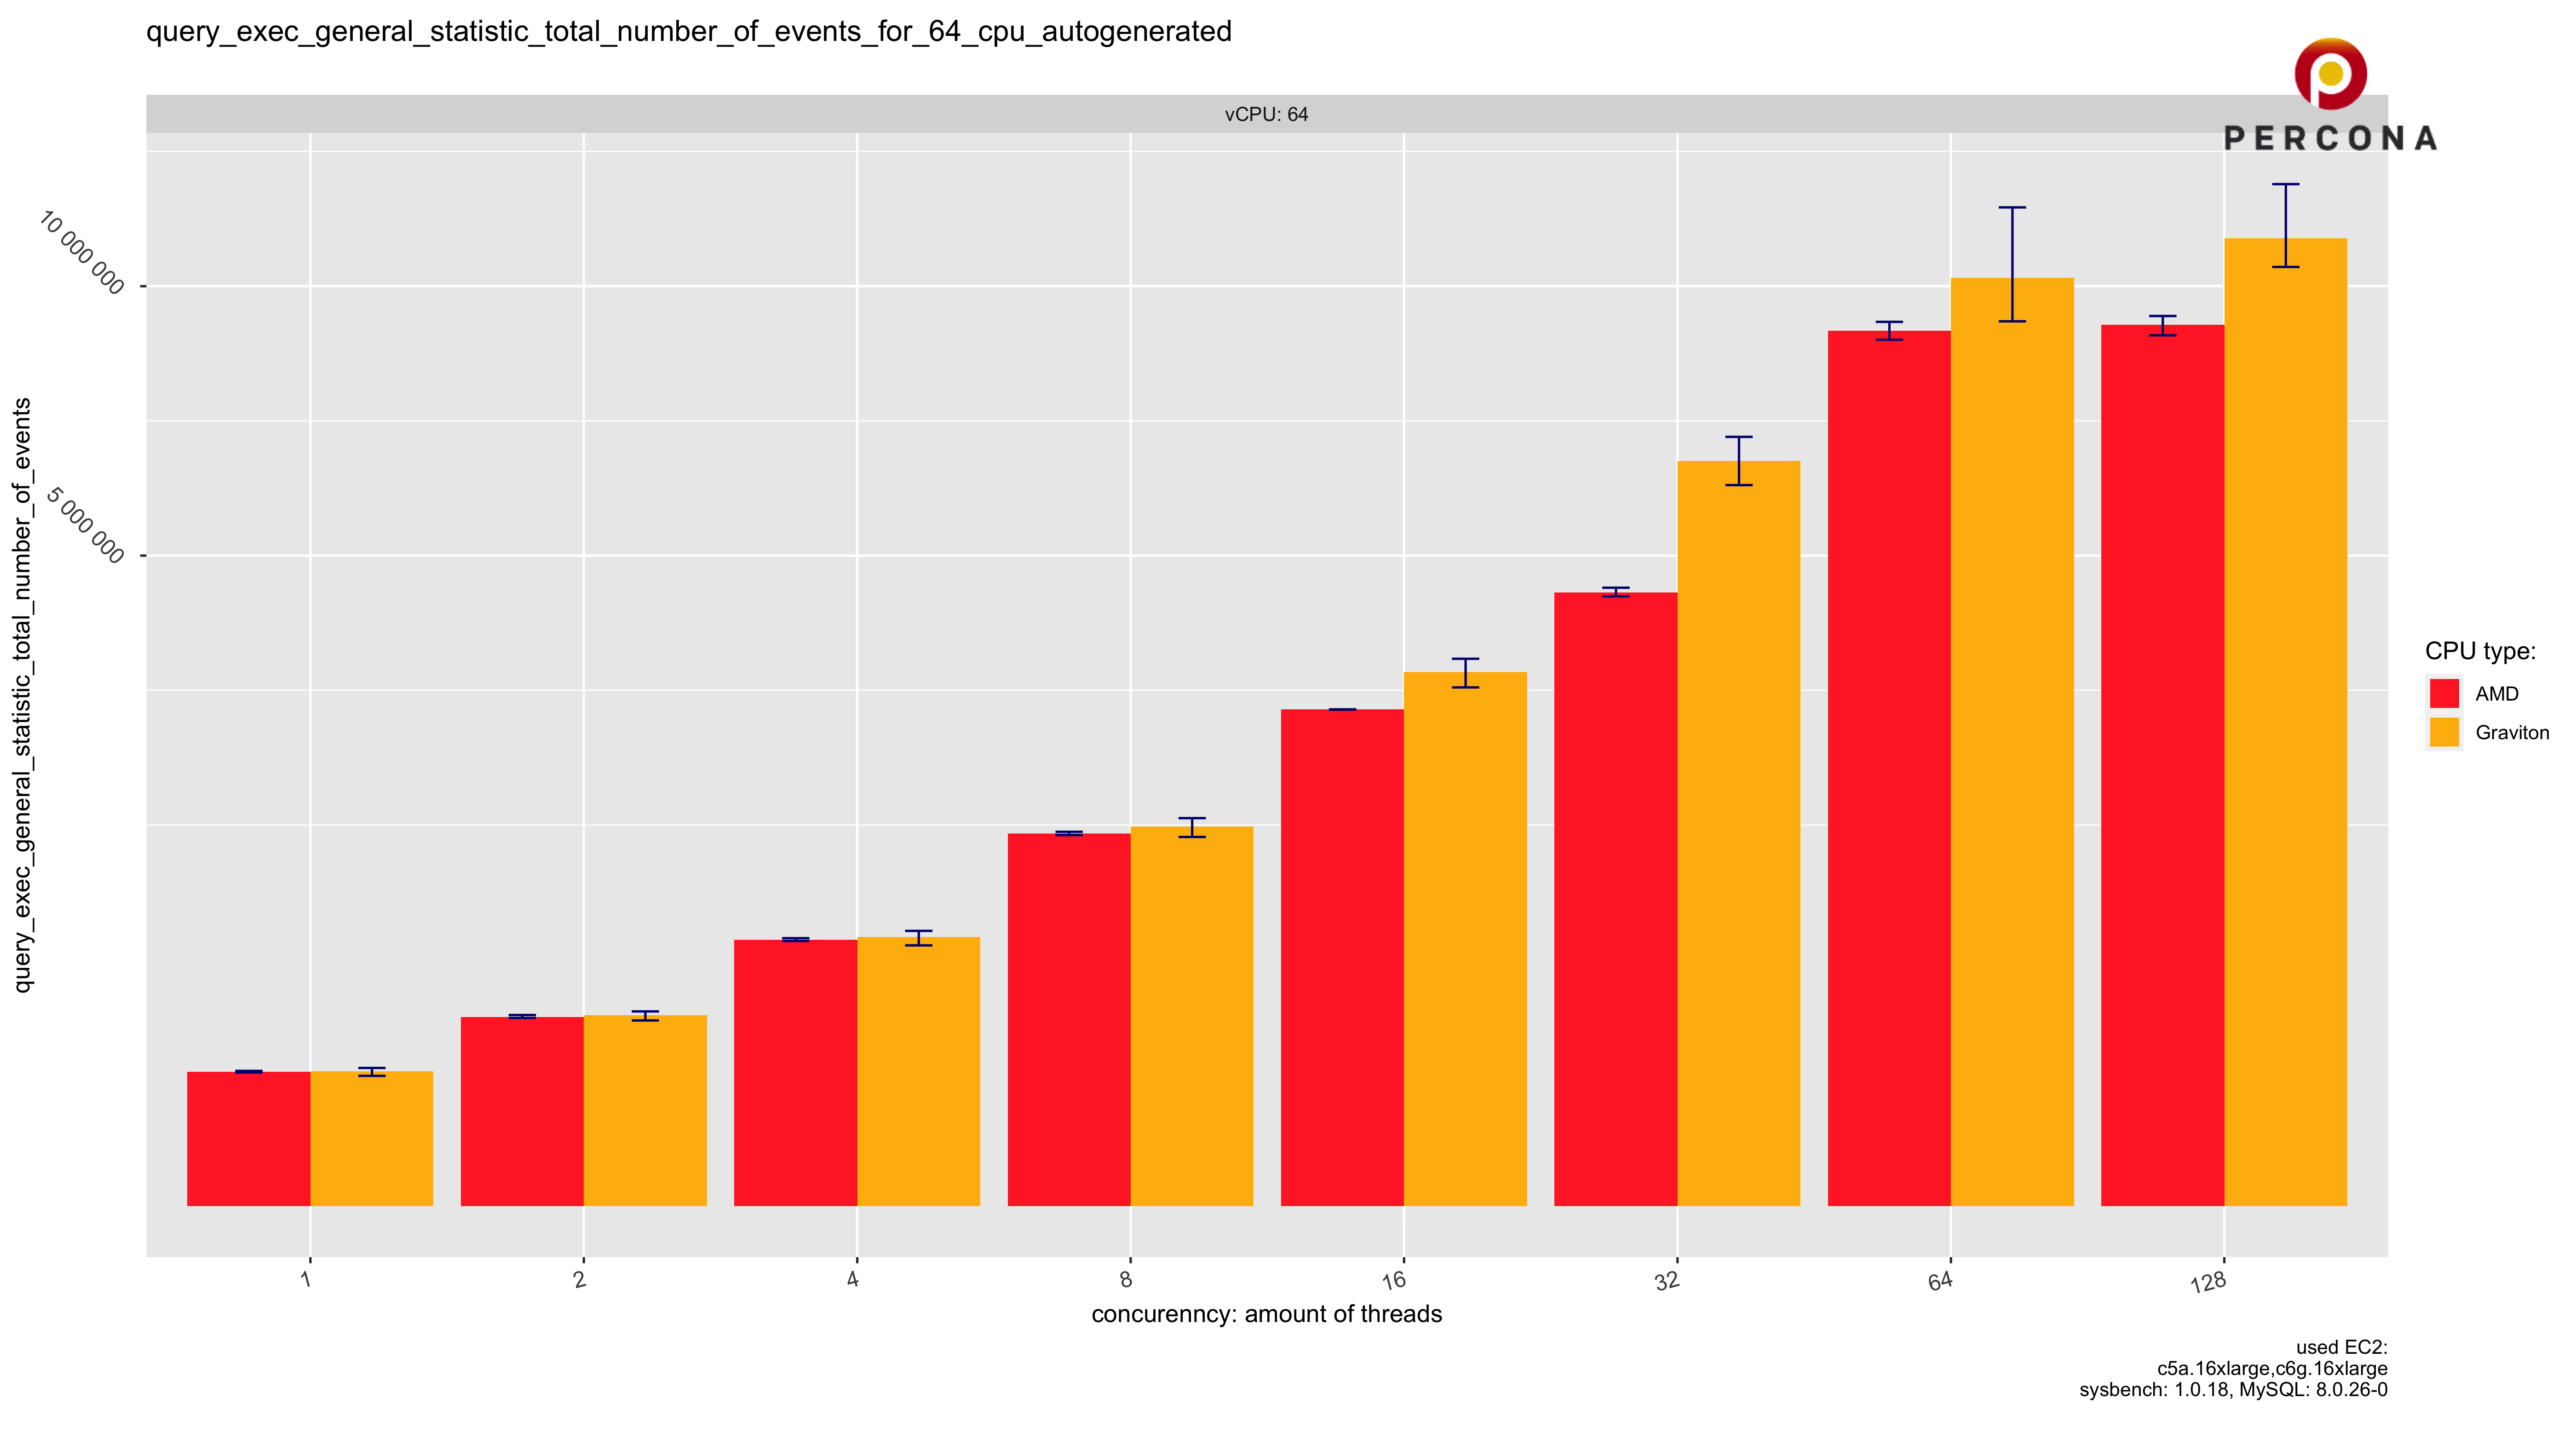 query_exec_general_statistic_total_number_of_events_for_64_cpu_autogenerated
PERCONA
vCPU: 64
query_exec_general_statistic_total_number_of_events
10 000 000
5 000 000
CPU type:
AMD
Graviton
1
2
4
8
16
32
64
128
concurenncy: amount of threads
used EC2:
c5a.16xlarge,c6g.16xlarge
sysbench: 1.0.18, MySQL: 8.0.26-0